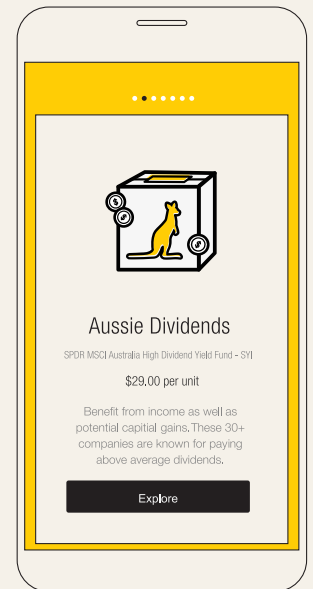 Aussie Dividends
SPDR MSCI Australia High Dividend Yield Fund - SYI
$29.00 per unit
Benefit from income as well as
potential capitial gains. These 30+
companies are known for paying
above average dividends.
Explore